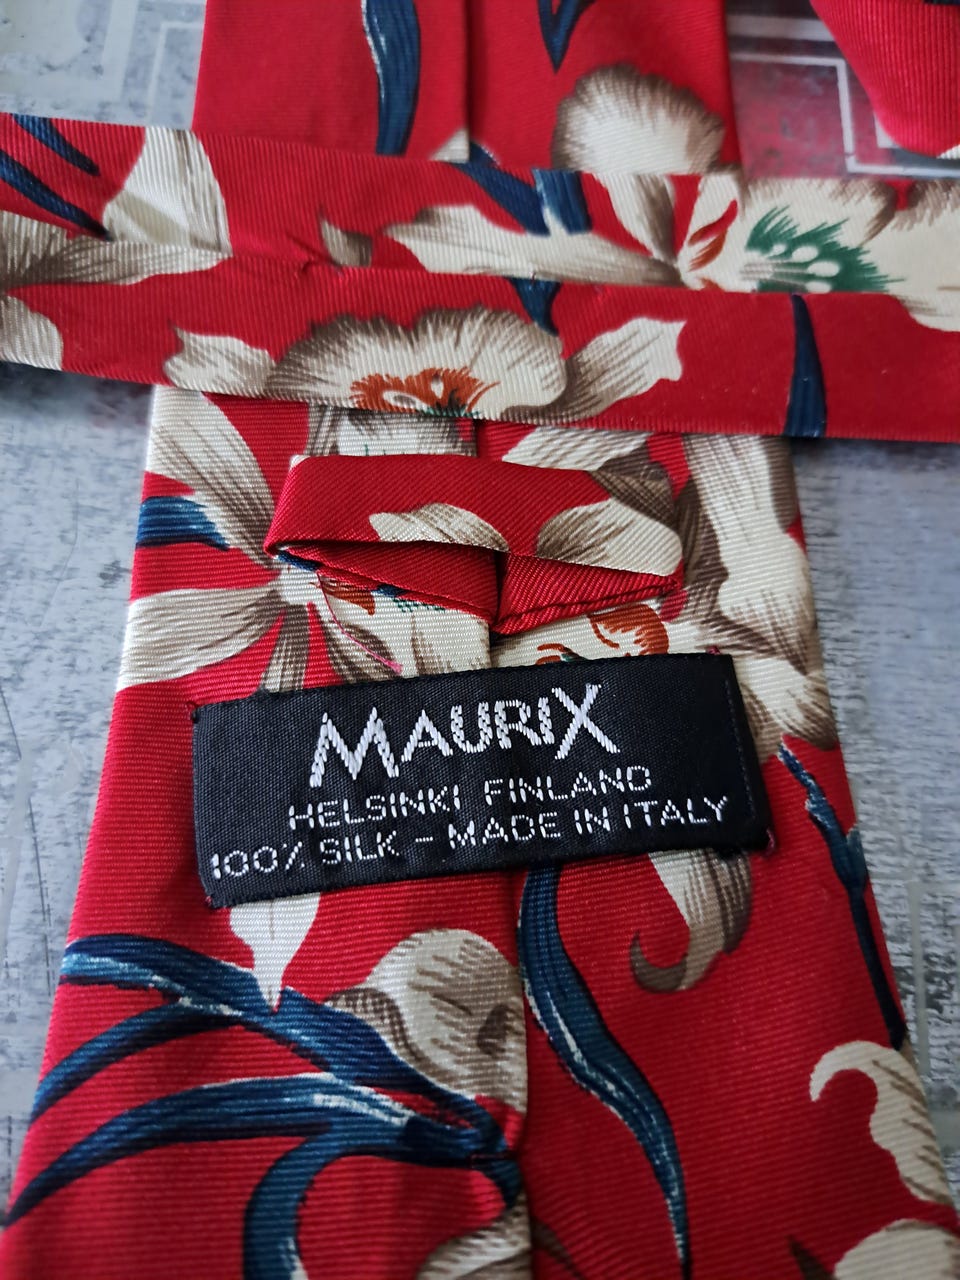 MAURIX
HELSINKI FINLAND
100% SILK - MADE IN ITALY